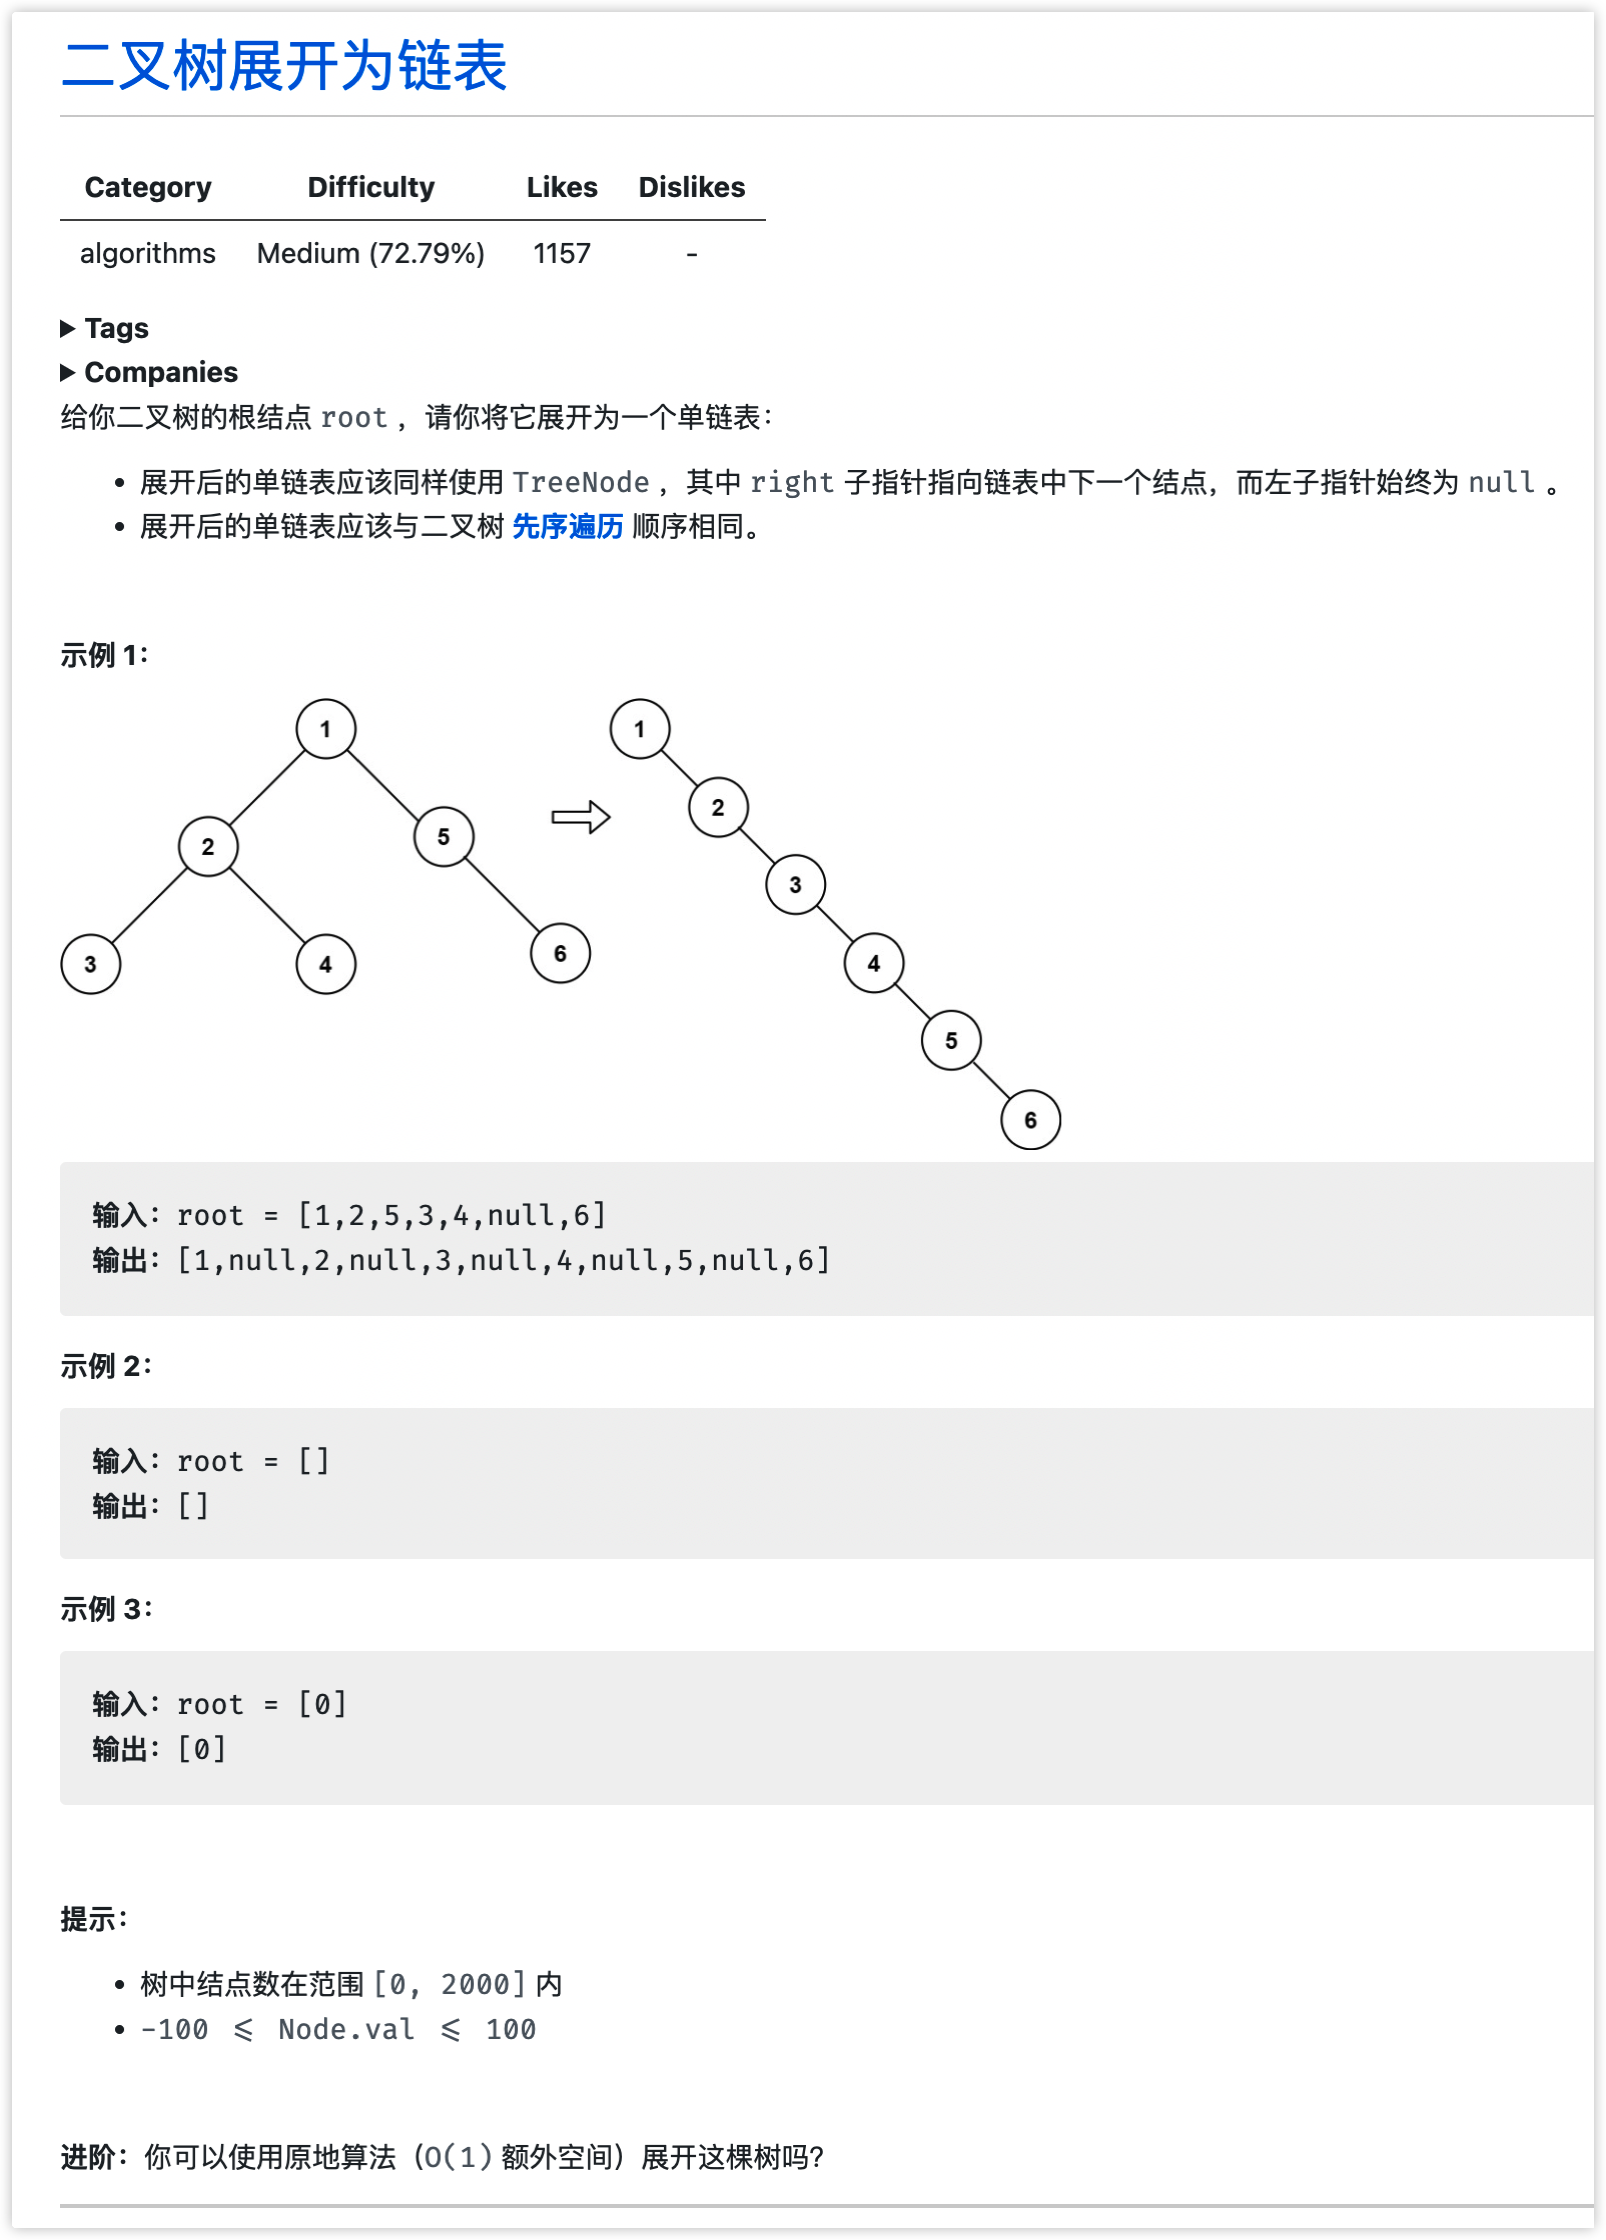 二叉树展开为链表
Category Difficulty Likes Dislikes
algorithms Medium (72.79%) 1157 -
▶ Tags
▶ Companies
给你二叉树的根结点 root ，请你将它展开为一个单链表：
• 展开后的单链表应该同样使用 TreeNode ，其中 right 子指针指向链表中下一个结点，而左子指针始终为 null 。
• 展开后的单链表应该与二叉树 先序遍历 顺序相同。
示例 1：
1 1
2 5 2
3 4 6 3
4
5
6
输入：root = [1,2,5,3,4,null,6]
输出：[1,null,2,null,3,null,4,null,5,null,6]
示例 2：
输入：root = []
输出：[]
示例 3：
输入：root = [0]
输出：[0]
提示：
• 树中结点数在范围 [0, 2000] 内
• -100 <= Node.val <= 100
进阶：你可以使用原地算法（O(1) 额外空间）展开这棵树吗？